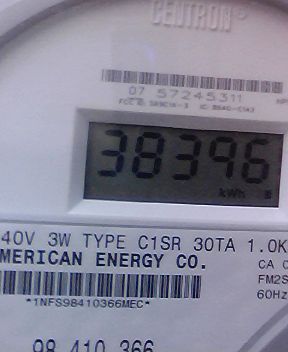 CENTRON®
07 57245311
38396
kWh
40V 3W TYPE C1SR 30TA 1.0K
MERICAN ENERGY CO.
CA 0
FM2S
60Hz
*1NFS98410366MEC*
98 410 366